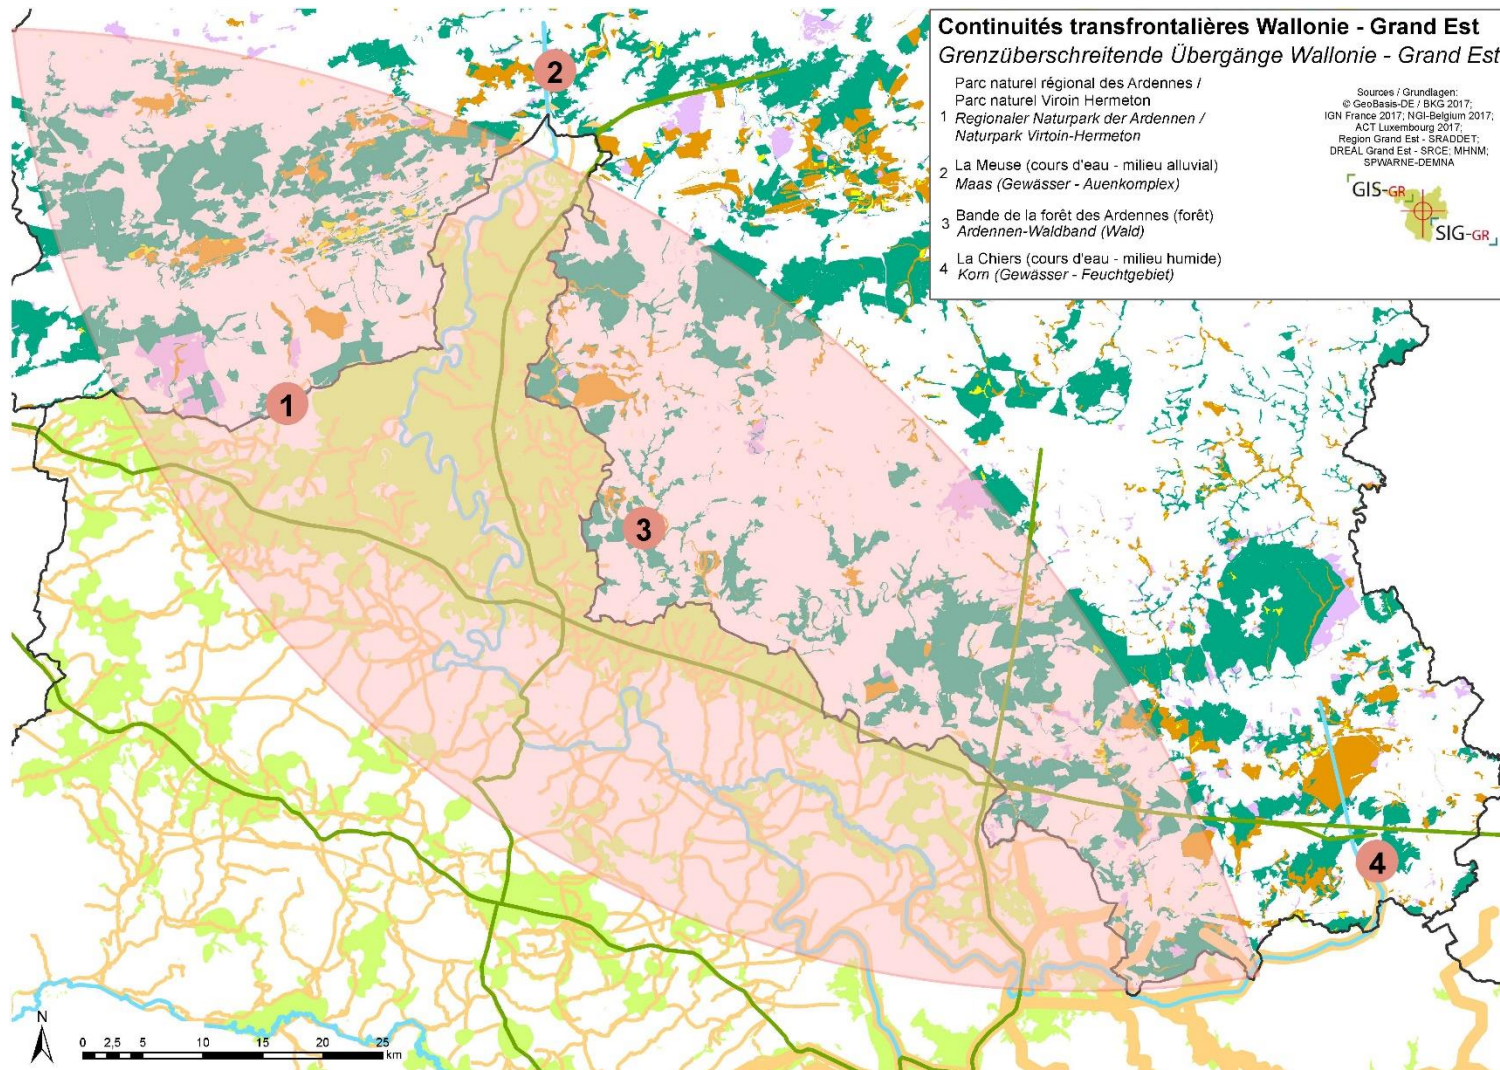 Continuités transfrontalières Wallonie - Grand Est
Grenzüberschreitende Übergänge Wallonie - Grand Est
1
Parc naturel régional des Ardennes /
Parc naturel Viroin Hermeton
Regionaler Naturpark der Ardennen /
Naturpark Virtoin-Hermeton
2
La Meuse (cours d'eau - milieu alluvial)
Maas (Gewässer - Auenkomplex)
3
Bande de la forêt des Ardennes (forêt)
Ardennen-Waldband (Wald)
4
La Chiers (cours d'eau - milieu humide)
Korn (Gewässer - Feuchtgebiet)
Sources / Grundlagen:
© GeoBasis-DE / BKG 2017;
IGN France 2017; NGI-Belgium 2017;
ACT Luxembourg 2017;
Region Grand Est - SRADDET;
DREAL Grand Est - SRCE; MHNM;
SPWARNE-DEMNA
GIS-GR
SIG-GR
2
1
3
4
N
0 2,5 5 10 15 20 25
km